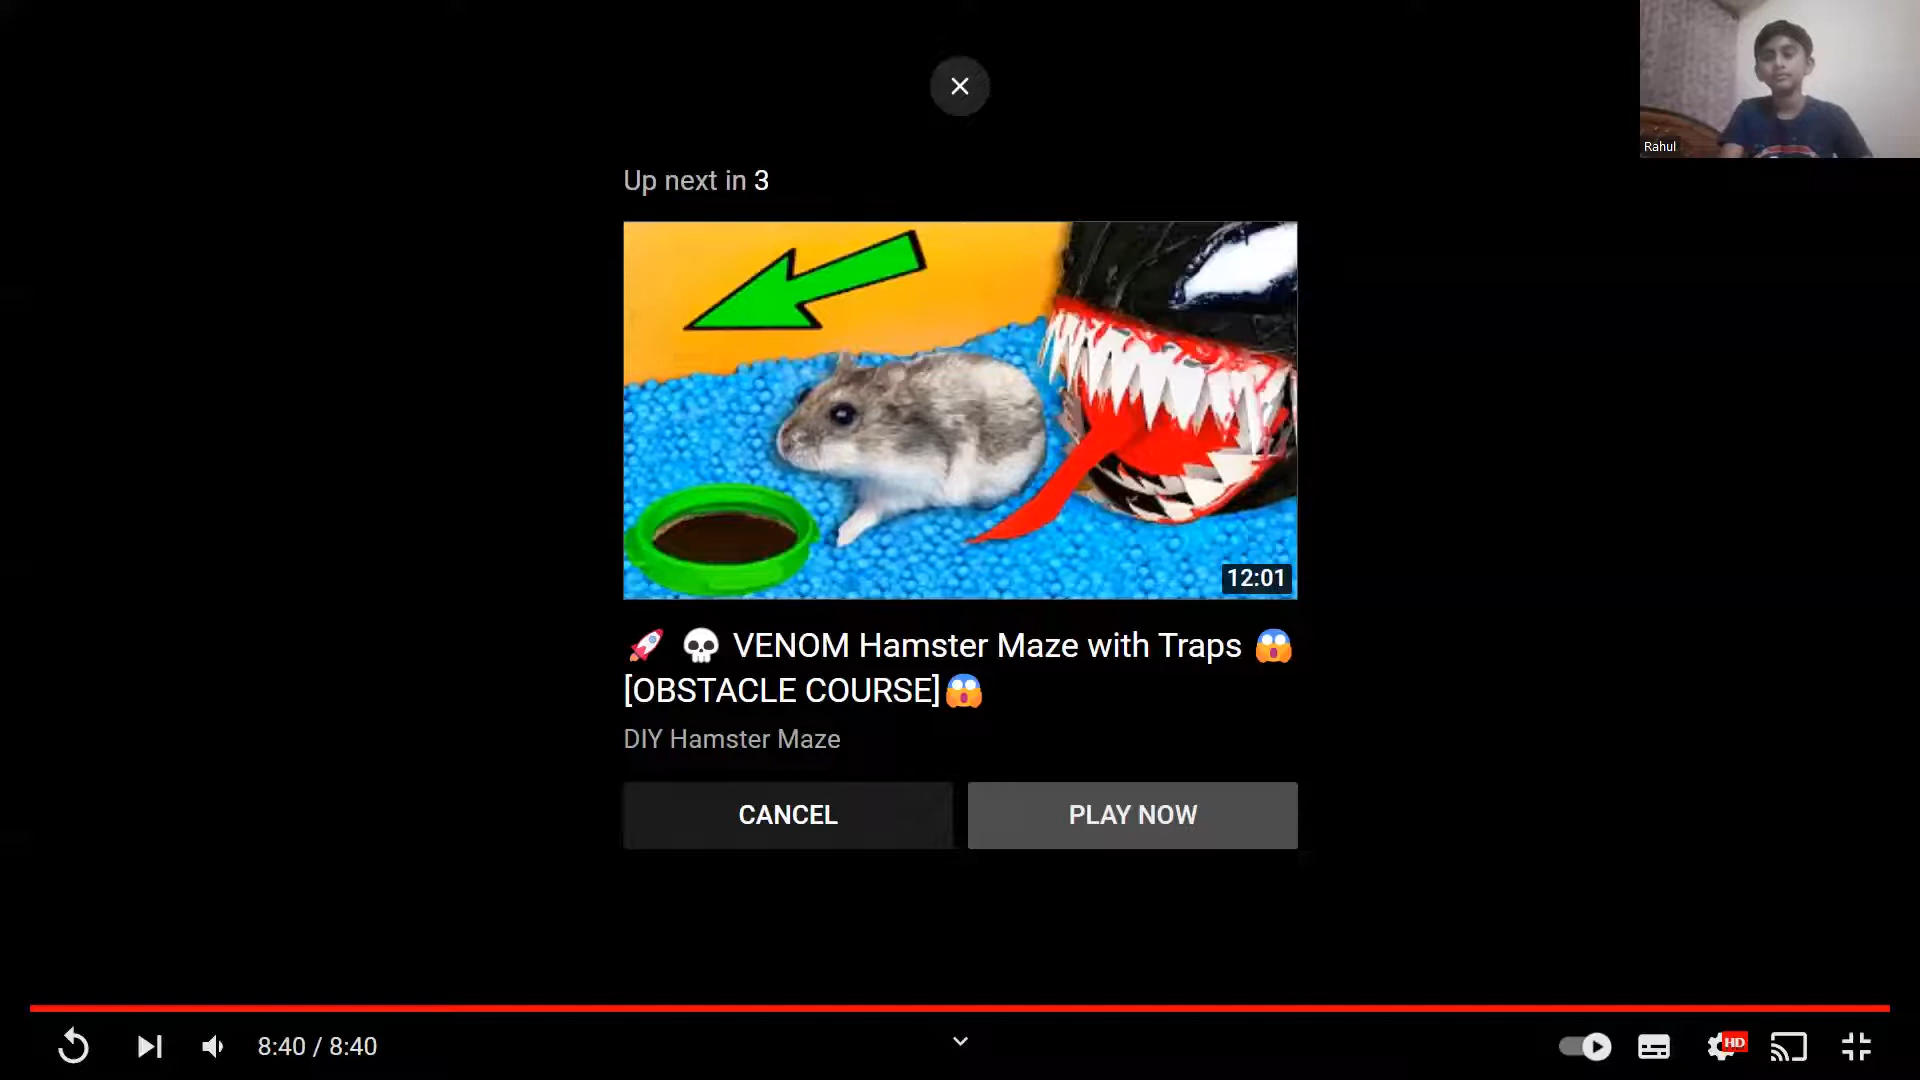 Rahul
Up next in 3
12:01
🚀 💀 VENOM Hamster Maze with Traps 😱
[OBSTACLE COURSE]😱
DIY Hamster Maze
CANCEL
PLAY NOW
8:40 / 8:40
HD